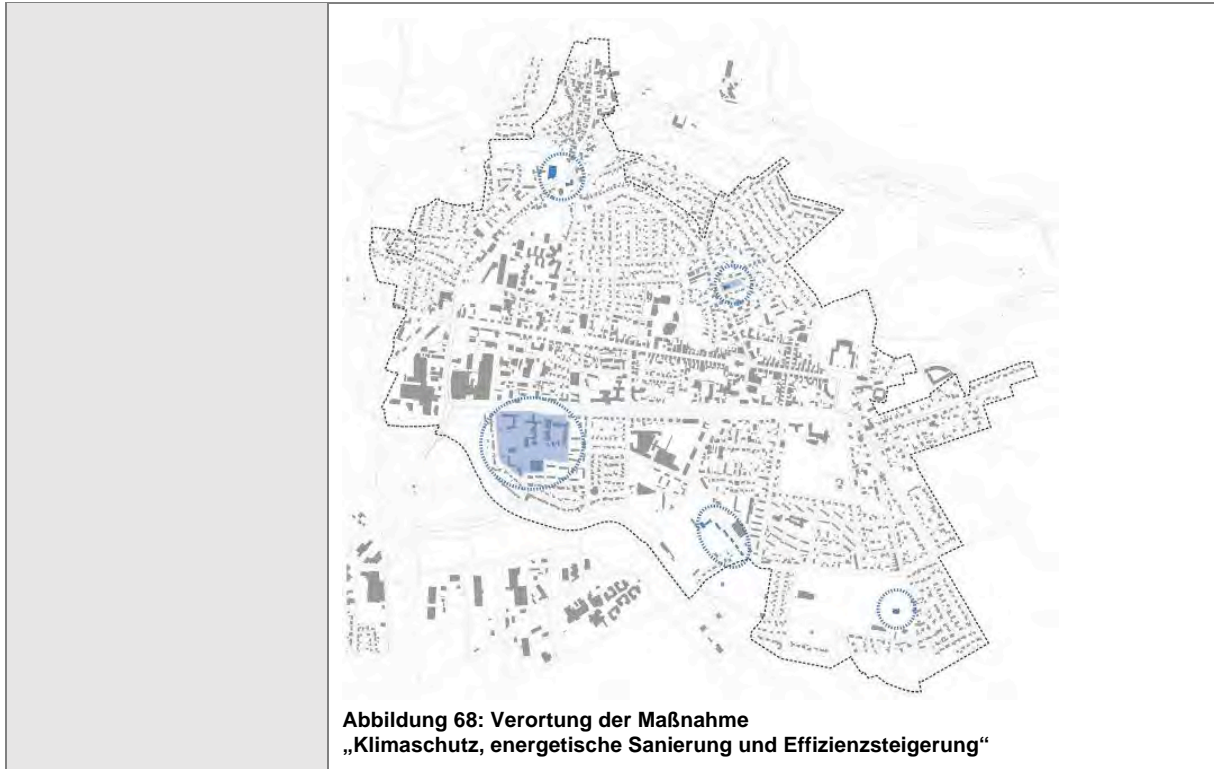 Abbildung 68: Verortung der Maßnahme
„Klimaschutz, energetische Sanierung und Effizienzsteigerung“